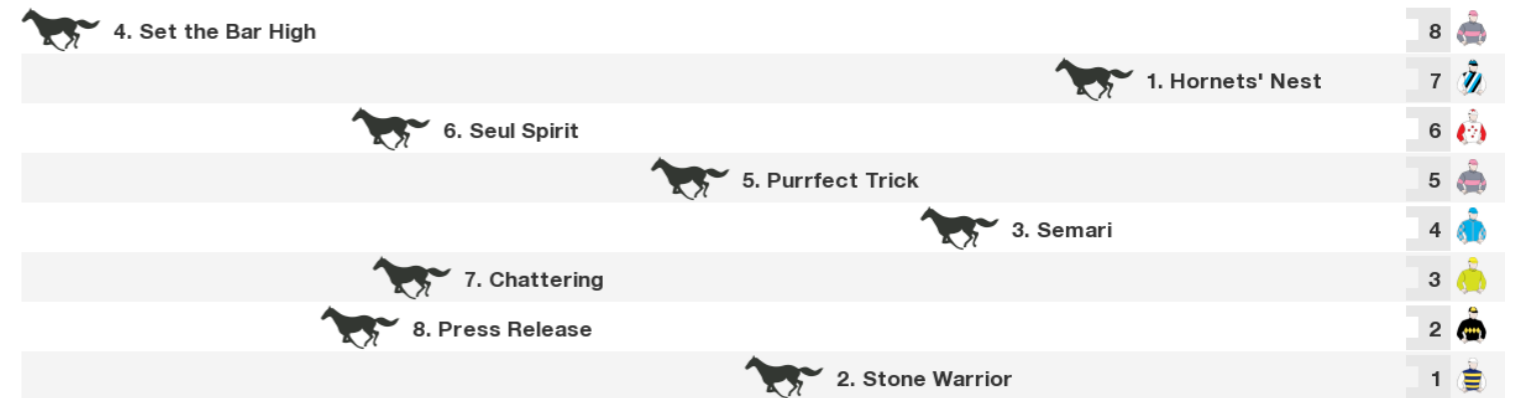 4. Set the Bar High 8
1. Hornets' Nest 7
6. Seul Spirit 6
5. Purrfect Trick 5
3. Semari 4
7. Chattering 3
8. Press Release 2
2. Stone Warrior 1